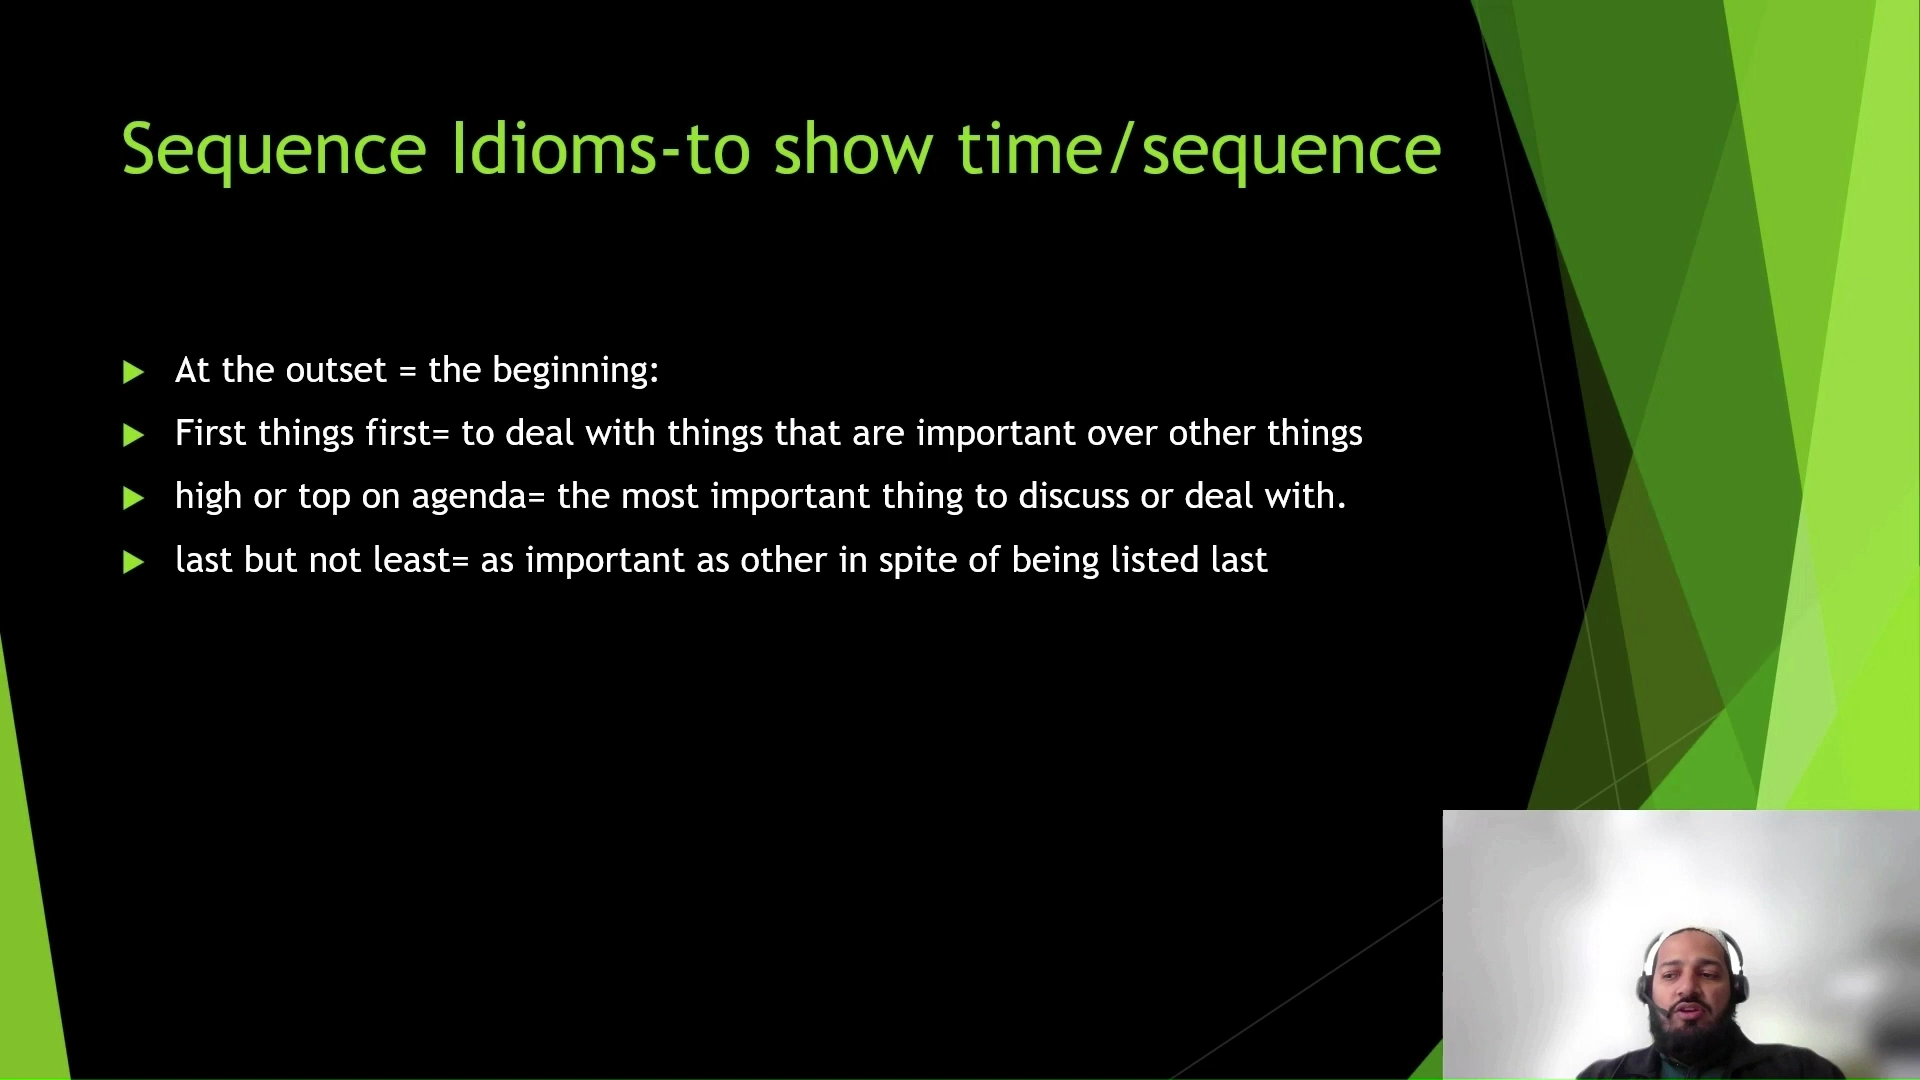 Sequence Idioms-to show time/sequence
At the outset = the beginning:
First things first= to deal with things that are important over other things
high or top on agenda= the most important thing to discuss or deal with.
last but not least= as important as other in spite of being listed last